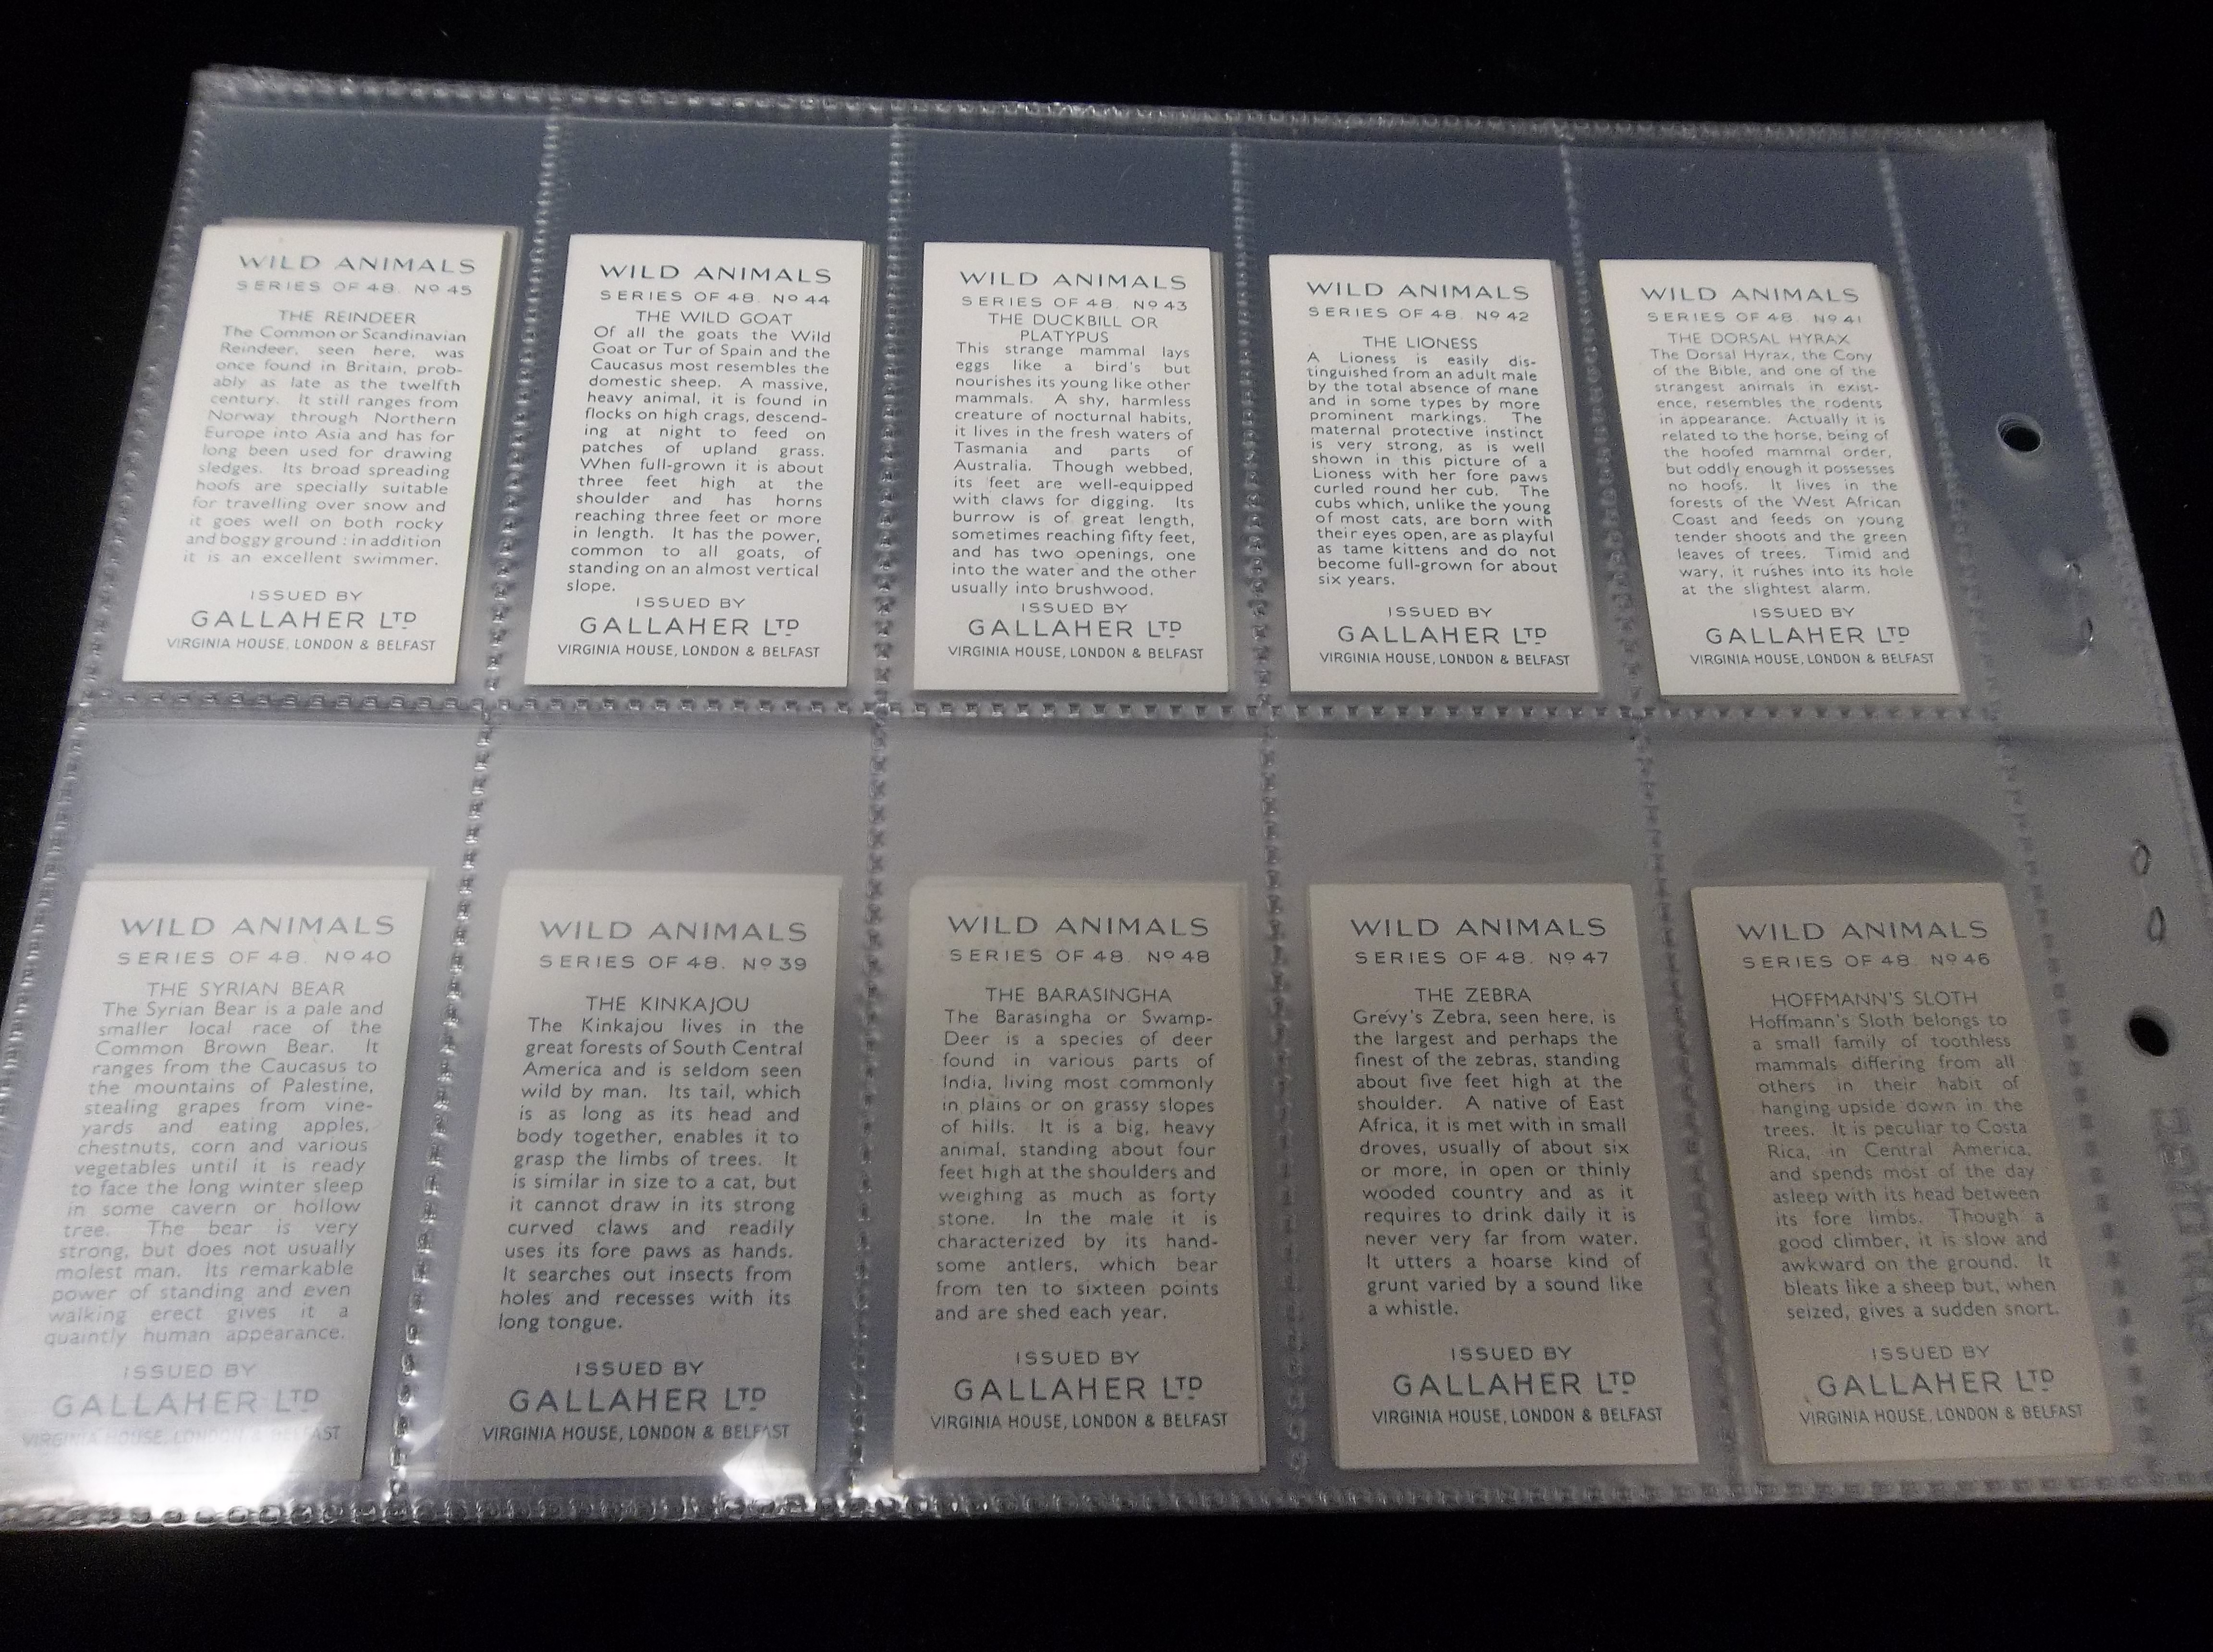 WILD ANIMALS
SERIES OF 48. Nº 45
THE REINDEER
The Common or Scandinavian
Reindeer, seen here, was
once found in Britain, prob-
ably as late as the twelfth
century. It still ranges from
Norway through Northern
Europe into Asia and has for
long been used for drawing
sledges. Its broad spreading
hoofs are specially suitable
for travelling over snow and
it goes well on both rocky
and boggy ground : in addition
it is an excellent swimmer.
ISSUED BY
GALLAHER LTD
VIRGINIA HOUSE, LONDON & BELFAST
WILD ANIMALS
SERIES OF 48. Nº 44
THE WILD GOAT
Of all the goats the Wild
Goat or Tur of Spain and the
Caucasus most resembles the
domestic sheep. A massive,
heavy animal, it is found in
flocks on high crags, descend-
ing at night to feed on
patches of upland grass.
When full-grown it is about
three feet high at the
shoulder and has horns
reaching three feet or more
in length. It has the power,
common to all goats, of
standing on an almost vertical
slope.
ISSUED BY
GALLAHER LTD
VIRGINIA HOUSE, LONDON & BELFAST
WILD ANIMALS
SERIES OF 48. Nº 43
THE DUCKBILL OR
PLATYPUS
This strange mammal lays
eggs like a bird's but
nourishes its young like other
mammals. A shy, harmless
creature of nocturnal habits,
it lives in the fresh waters of
Tasmania and parts of
Australia. Though webbed,
its feet are well-equipped
with claws for digging. Its
burrow is of great length,
sometimes reaching fifty feet,
and has two openings, one
into the water and the other
usually into brushwood.
ISSUED BY
GALLAHER LTD
VIRGINIA HOUSE, LONDON & BELFAST
WILD ANIMALS
SERIES OF 48. Nº 42
THE LIONESS
A Lioness is easily dis-
tinguished from an adult male
by the total absence of mane
and in some types by more
prominent markings. The
maternal protective instinct
is very strong, as is well
shown in this picture of a
Lioness with her fore paws
curled round her cub. The
cubs which, unlike the young
of most cats, are born with
their eyes open, are as playful
as tame kittens and do not
become full-grown for about
six years.
ISSUED BY
GALLAHER LTD
VIRGINIA HOUSE, LONDON & BELFAST
WILD ANIMALS
SERIES OF 48. Nº 41
THE DORSAL HYRAX
The Dorsal Hyrax, the Cony
of the Bible, and one of the
strangest animals in exist-
ence, resembles the rodents
in appearance. Actually it is
related to the horse, being of
the hoofed mammal order,
but oddly enough it possesses
no hoofs. It lives in the
forests of the West African
Coast and feeds on young
tender shoots and the green
leaves of trees. Timid and
wary, it rushes into its hole
at the slightest alarm.
ISSUED BY
GALLAHER LTD
VIRGINIA HOUSE, LONDON & BELFAST
WILD ANIMALS
SERIES OF 48. Nº 40
THE SYRIAN BEAR
The Syrian Bear is a pale and
smaller local race of the
Common Brown Bear. It
ranges from the Caucasus to
the mountains of Palestine,
stealing grapes from vine-
yards and eating apples,
chestnuts, corn and various
vegetables until it is ready
to face the long winter sleep
in some cavern or hollow
tree. The bear is very
strong, but does not usually
molest man. Its remarkable
power of standing and even
walking erect gives it a
quaintly human appearance.
ISSUED BY
GALLAHER LTD
VIRGINIA HOUSE, LONDON & BELFAST
WILD ANIMALS
SERIES OF 48. Nº 39
THE KINKAJOU
The Kinkajou lives in the
great forests of South Central
America and is seldom seen
wild by man. Its tail, which
is as long as its head and
body together, enables it to
grasp the limbs of trees. It
is similar in size to a cat, but
it cannot draw in its strong
curved claws and readily
uses its fore paws as hands.
It searches out insects from
holes and recesses with its
long tongue.
ISSUED BY
GALLAHER LTD
VIRGINIA HOUSE, LONDON & BELFAST
WILD ANIMALS
SERIES OF 48. Nº 48
THE BARASINGHA
The Barasingha or Swamp-
Deer is a species of deer
found in various parts of
India, living most commonly
in plains or on grassy slopes
of hills. It is a big, heavy
animal, standing about four
feet high at the shoulders and
weighing as much as forty
stone. In the male it is
characterized by its hand-
some antlers, which bear
from ten to sixteen points
and are shed each year.
ISSUED BY
GALLAHER LTD
VIRGINIA HOUSE, LONDON & BELFAST
WILD ANIMALS
SERIES OF 48. Nº 47
THE ZEBRA
Grévy's Zebra, seen here, is
the largest and perhaps the
finest of the zebras, standing
about five feet high at the
shoulder. A native of East
Africa, it is met with in small
droves, usually of about six
or more, in open or thinly
wooded country and as it
requires to drink daily it is
never very far from water.
It utters a hoarse kind of
grunt varied by a sound like
a whistle.
ISSUED BY
GALLAHER LTD
VIRGINIA HOUSE, LONDON & BELFAST
WILD ANIMALS
SERIES OF 48. Nº 46
HOFFMANN'S SLOTH
Hoffmann's Sloth belongs to
a small family of toothless
mammals differing from all
others in their habit of
hanging upside down in the
trees. It is peculiar to Costa
Rica, in Central America,
and spends most of the day
asleep with its head between
its fore limbs. Though a
good climber, it is slow and
awkward on the ground. It
bleats like a sheep but, when
seized, gives a sudden snort.
ISSUED BY
GALLAHER LTD
VIRGINIA HOUSE, LONDON & BELFAST